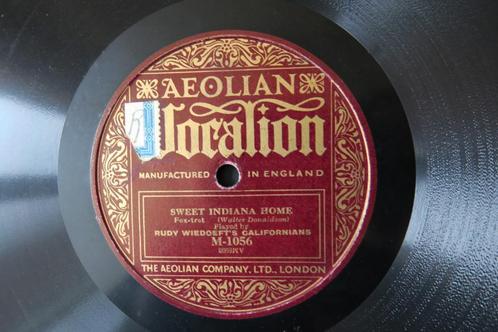 AEOLIAN
Vocalion
MANUFACTURED IN ENGLAND
SWEET INDIANA HOME
Fox-trot (Walter Donaldson)
Played by
RUDY WIEDOEFT'S CALIFORNIANS
M-1056
THE AEOLIAN COMPANY, LTD., LONDON